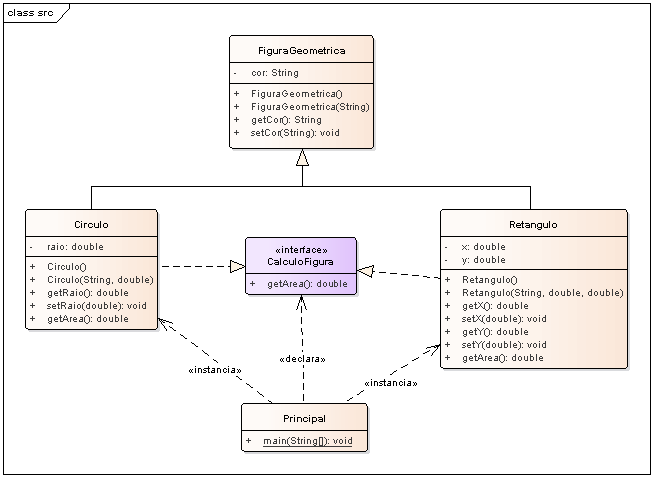 class src
FiguraGeometrica
- cor: String
+ FiguraGeometrica()
+ FiguraGeometrica(String)
+ getCor(): String
+ setCor(String): void
Circulo
- raio: double
+ Circulo()
+ Circulo(String, double)
+ getRaio(): double
+ setRaio(double): void
+ getArea(): double
«interface»
CalculoFigura
+ getArea(): double
Retangulo
- x: double
- y: double
+ Retangulo()
+ Retangulo(String, double, double)
+ getX(): double
+ setX(double): void
+ getY(): double
+ setY(double): void
+ getArea(): double
«instancia»
«declara»
«instancia»
Principal
+ main(String[]): void